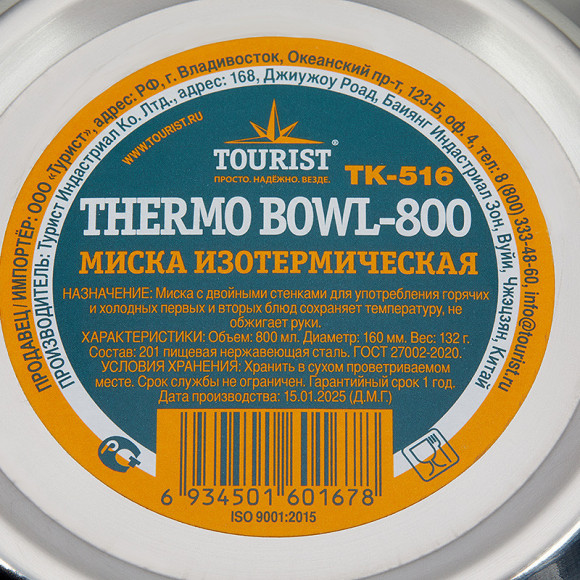 ПРОДАВЕЦ|ИМПОРТЁР: ООО «Турист», адрес: РФ, г. Владивосток, Океанский пр-т, 123-Б, оф. 4, тел: 8 (800) 333-48-60, info@tourist.ru
ПРОИЗВОДИТЕЛЬ: Турист Индастриал Ко. Лтд., адрес: 168, Джиужоу Роад, Баиянг Индастриал Зон, Вуйи, Чжэцзян, Китай
WWW.TOURIST.RU
TOURIST®
ПРОСТО. НАДЁЖНО. ВЕЗДЕ.
ТК-516
THERMO BOWL-800
МИСКА ИЗОТЕРМИЧЕСКАЯ
НАЗНАЧЕНИЕ: Миска с двойными стенками для употребления горячих
и холодных первых и вторых блюд сохраняет температуру, не
обжигает руки.
ХАРАКТЕРИСТИКИ: Объем: 800 мл. Диаметр: 160 мм. Вес: 132 г.
Состав: 201 пищевая нержавеющая сталь. ГОСТ 27002-2020.
УСЛОВИЯ ХРАНЕНИЯ: Хранить в сухом проветриваемом
месте. Срок службы не ограничен. Гарантийный срок 1 год.
Дата производства: 15.01.2025 (Д.М.Г.)
РСТ
6 934501 601678
ISO 9001:2015